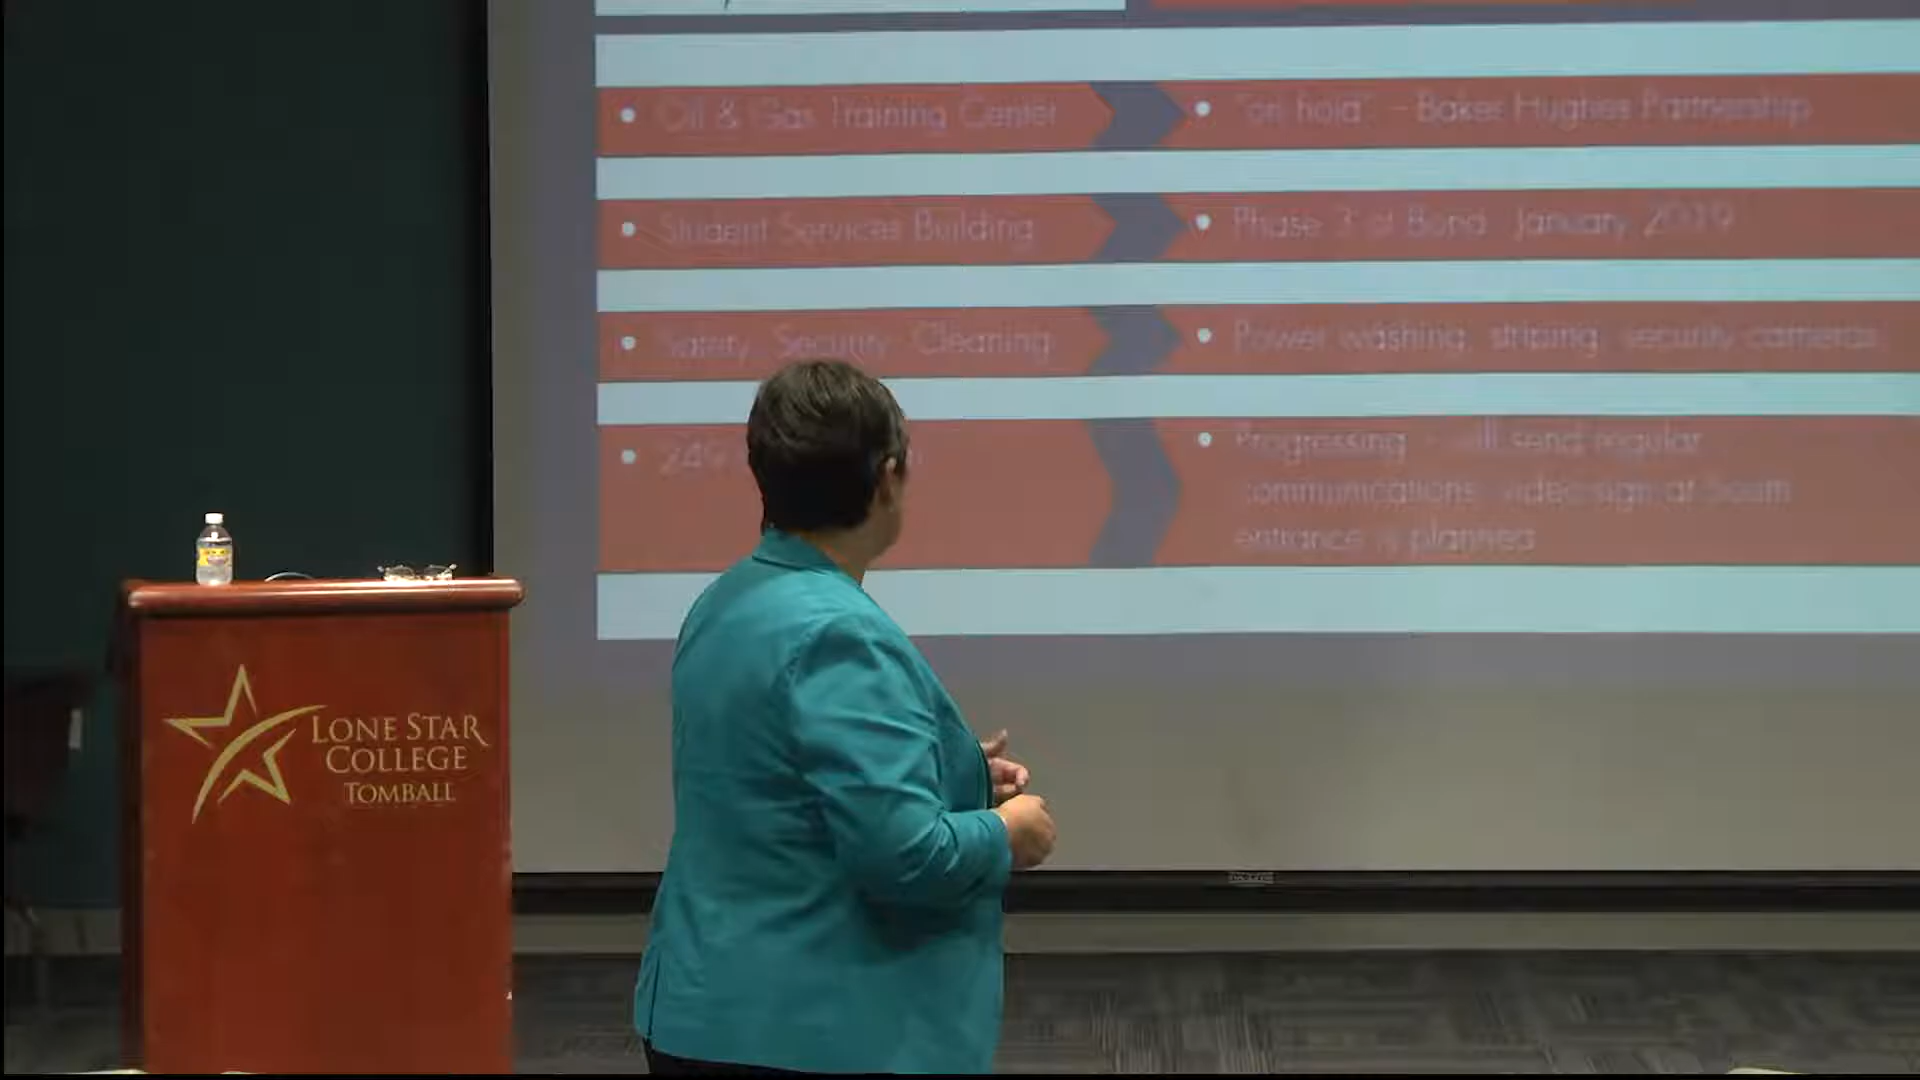 Oil & Gas Training Center
"on hold" – Baker Hughes Partnership
Student Services Building
Phase 3 of Bond January 2019
Safety, Security, Cleaning
Power washing, striping, security cameras
249
Progressing - will send regular
communications video sign at South
entrance is planned
LONE STAR
COLLEGE
TOMBALL